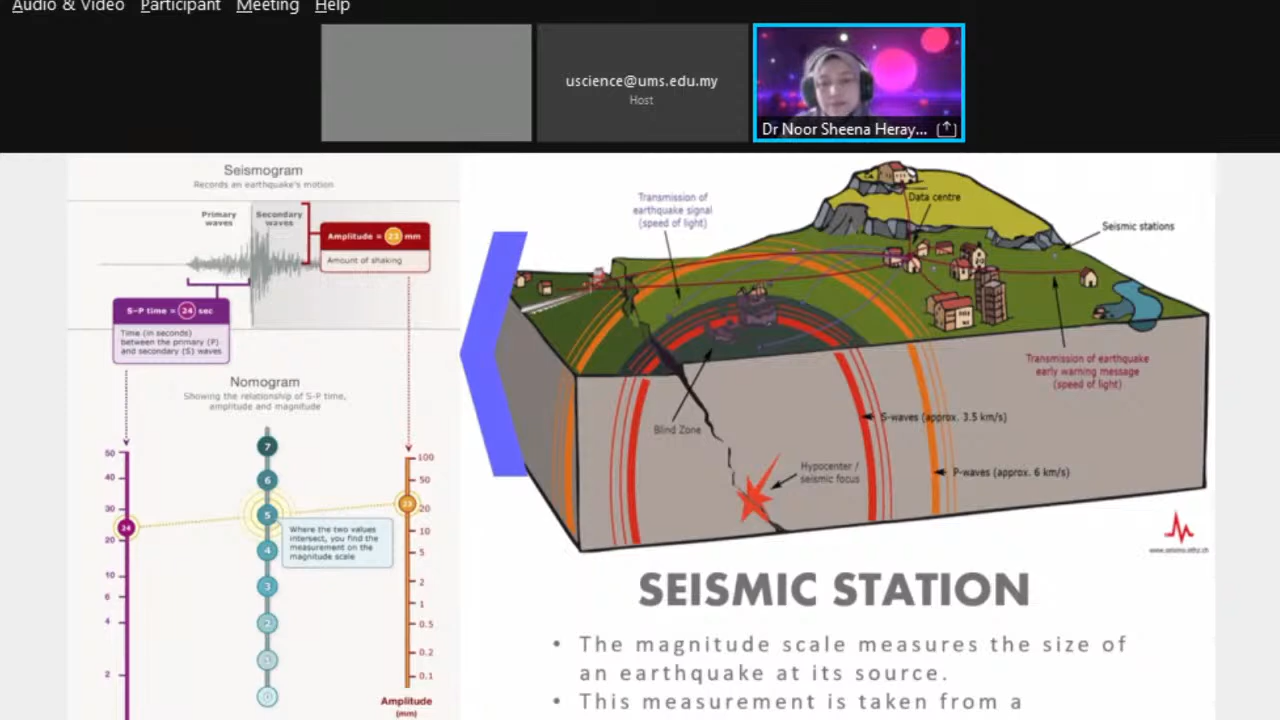 Audio & Video Participant Meeting Help
uscience@ums.edu.my
Host
Dr Noor Sheena Heray...
Seismogram
Records an earthquake's motion
Primary
waves
Secondary
waves
Amplitude = 23 mm
Amount of shaking
S-P time = 24 sec
Time (in seconds)
between the primary (P)
and secondary (S) waves
Nomogram
Showing the relationship of S-P time,
amplitude and magnitude
50
40
30
24
20
10
6
4
2
7
6
5
4
3
2
1
0
Where the two values
intersect, you find the
measurement on the
magnitude scale
100
50
23
20
10
5
2
1
0.5
0.2
0.1
Amplitude
(mm)
Transmission of
earthquake signal
(speed of light)
Data centre
Seismic stations
Transmission of earthquake
early warning message
(speed of light)
Blind Zone
S-waves (approx. 3.5 km/s)
Hypocenter /
seismic focus
P-waves (approx. 6 km/s)
www.seismo.ethz.ch
SEISMIC STATION
• The magnitude scale measures the size of
an earthquake at its source.
• This measurement is taken from a